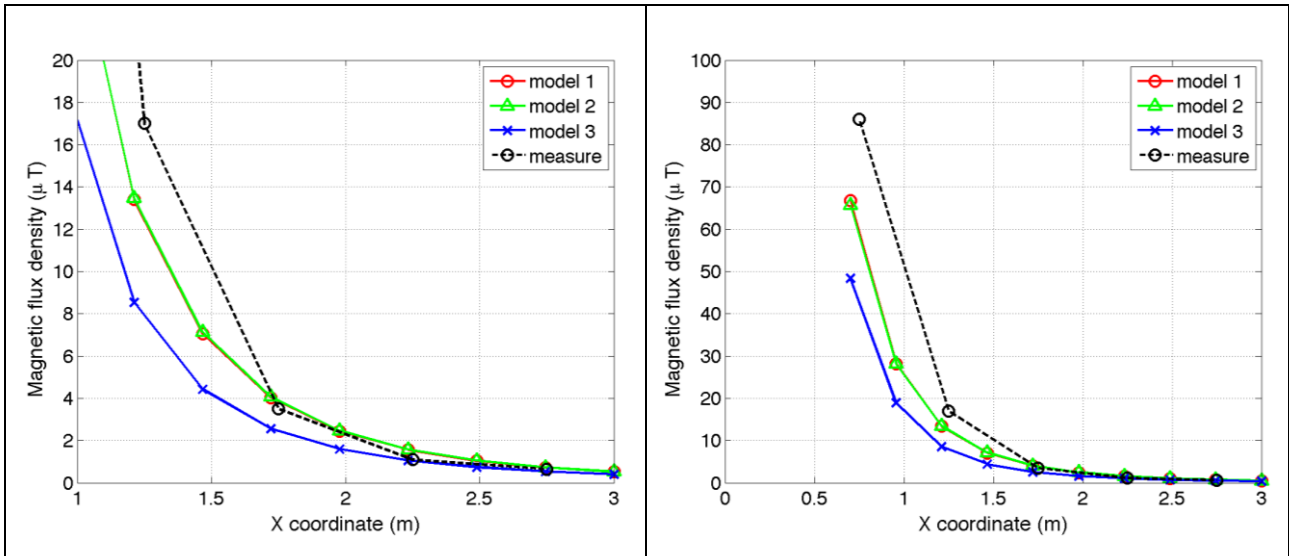 20
18
16
14
12
10
8
6
4
2
0
1
1.5
2
2.5
3
Magnetic flux density (μ T)
X coordinate (m)
model 1
model 2
model 3
measure
100
90
80
70
60
50
40
30
20
10
0
0
0.5
1
1.5
2
2.5
3
Magnetic flux density (μ T)
X coordinate (m)
model 1
model 2
model 3
measure